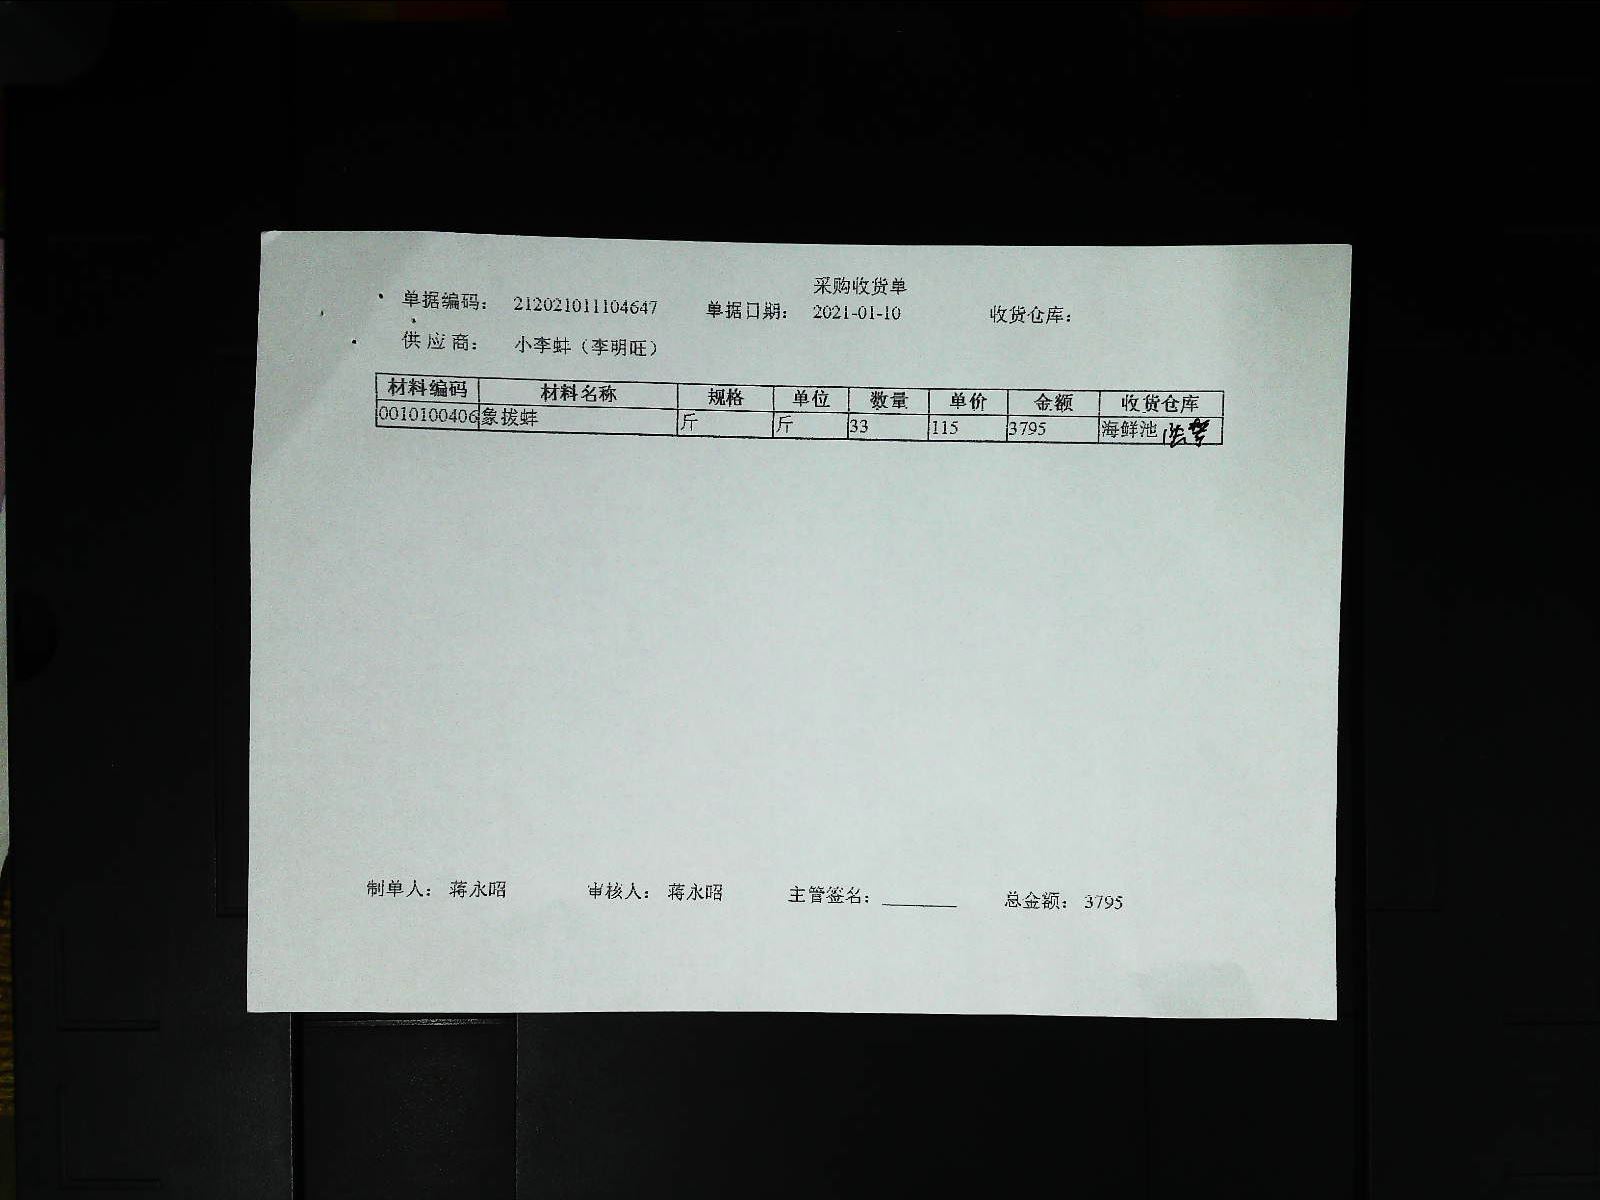 采购收货单
单据编码： 212021011104647 单据日期： 2021-01-10 收货仓库：
供 应 商： 小李蚌（李明旺）
材料编码 材料名称 规格 单位 数量 单价 金额 收货仓库
0010100406 象拔蚌 斤 斤 33 115 3795 海鲜池
制单人： 蒋永昭 审核人： 蒋永昭 主管签名：________ 总金额： 3795